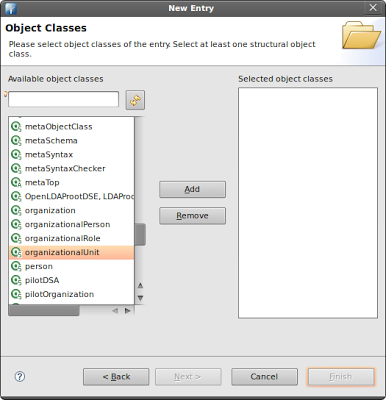 New Entry
Object Classes
Please select object classes of the entry. Select at least one structural object
class.
Available object classes
Selected object classes
metaObjectClass
metaSchema
metaSyntax
metaSyntaxChecker
metaTop
OpenLDAProotDSE, LDAProo
organization
organizationalPerson
organizationalRole
organizationalUnit
person
pilotDSA
pilotOrganization
Add
Remove
?
< Back
Next >
Cancel
Finish